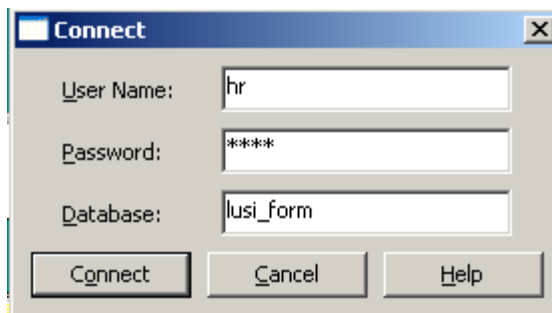 Connect
User Name: hr
Password: ****
Database: lusi_form
Connect Cancel Help